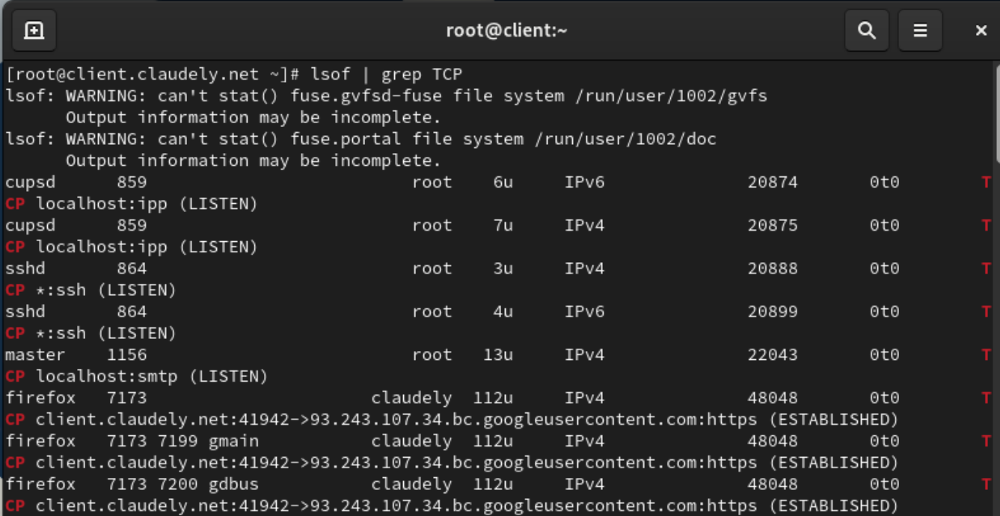 root@client:~
[root@client.claudely.net ~]# lsof | grep TCP
lsof: WARNING: can't stat() fuse.gvfsd-fuse file system /run/user/1002/gvfs
      Output information may be incomplete.
lsof: WARNING: can't stat() fuse.portal file system /run/user/1002/doc
      Output information may be incomplete.
cupsd      859                          root    6u     IPv6              20874       0t0        T
CP localhost:ipp (LISTEN)
cupsd      859                          root    7u     IPv4              20875       0t0        T
CP localhost:ipp (LISTEN)
sshd       864                          root    3u     IPv4              20888       0t0        T
CP *:ssh (LISTEN)
sshd       864                          root    4u     IPv6              20899       0t0        T
CP *:ssh (LISTEN)
master    1156                          root   13u     IPv4              22043       0t0        T
CP localhost:smtp (LISTEN)
firefox   7173                      claudely  112u     IPv4              48048       0t0        T
CP client.claudely.net:41942->93.243.107.34.bc.googleusercontent.com:https (ESTABLISHED)
firefox   7173 7199 gmain           claudely  112u     IPv4              48048       0t0        T
CP client.claudely.net:41942->93.243.107.34.bc.googleusercontent.com:https (ESTABLISHED)
firefox   7173 7200 gdbus           claudely  112u     IPv4              48048       0t0        T
CP client.claudely.net:41942->93.243.107.34.bc.googleusercontent.com:https (ESTABLISHED)